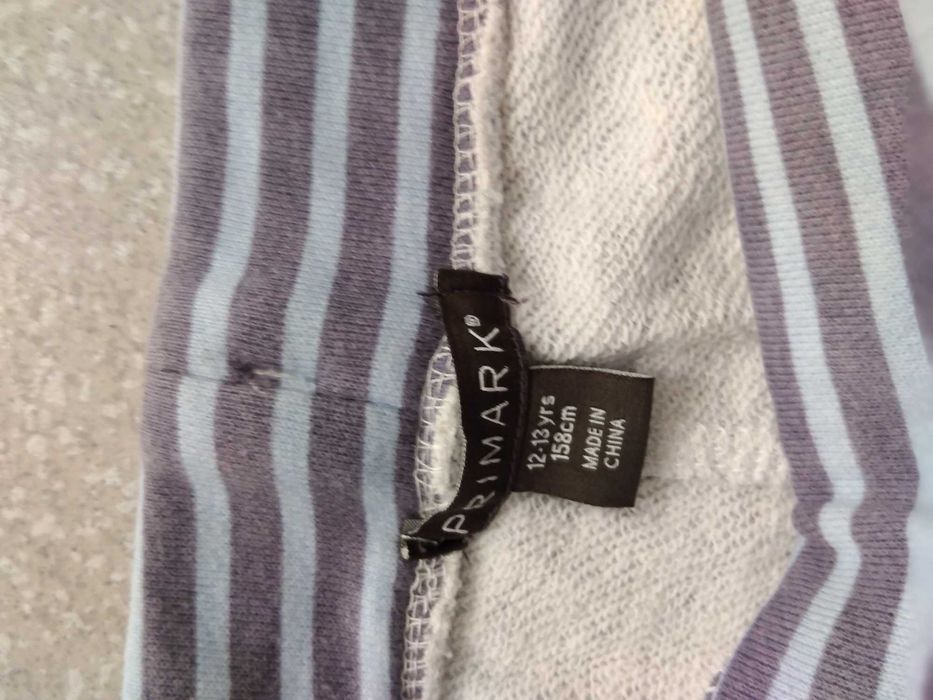 PRIMARK®
12-13 yrs
158cm
MADE IN
CHINA